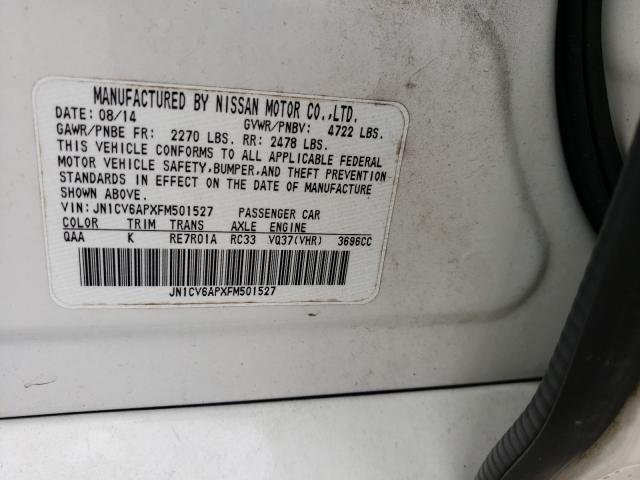 MANUFACTURED BY NISSAN MOTOR CO.,LTD.
DATE: 08/14 GVWR/PNBV: 4722 LBS.
GAWR/PNBE FR: 2270 LBS. RR: 2478 LBS.
THIS VEHICLE CONFORMS TO ALL APPLICABLE FEDERAL
MOTOR VEHICLE SAFETY, BUMPER, AND THEFT PREVENTION
STANDARDS IN EFFECT ON THE DATE OF MANUFACTURE
SHOWN ABOVE.
VIN: JN1CV6APXFM501527 PASSENGER CAR
COLOR TRIM TRANS AXLE ENGINE
QAA K RE7R01A RC33 VQ37(VHR) 3696CC
JN1CV6APXFM501527